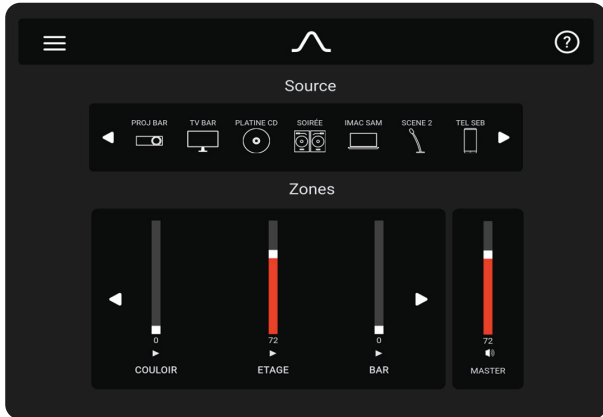 ?
Source
PROJ BAR TV BAR PLATINE CD SOIRÉE IMAC SAM SCENE 2 TEL SEB
Zones
0 72 0 72
COULOIR ETAGE BAR MASTER